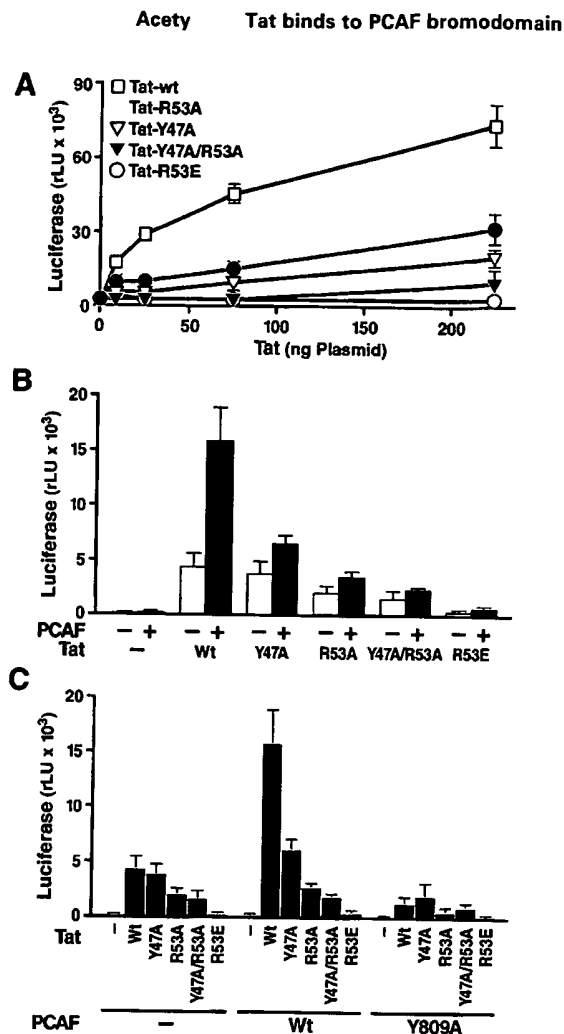 Acety Tat binds to PCAF bromodomain
A
Luciferase (rLU x 10³)
90
60
30
0
Tat-wt
Tat-R53A
Tat-Y47A
Tat-Y47A/R53A
Tat-R53E
0 50 100 150 200
Tat (ng Plasmid)
B
Luciferase (rLU x 10³)
20
15
10
5
0
PCAF – + – + – + – + – + – +
Tat – Wt Y47A R53A Y47A/R53A R53E
C
Luciferase (rLU x 10³)
20
15
10
5
0
Tat – Wt Y47A R53A Y47A/R53A R53E – Wt Y47A R53A Y47A/R53A R53E – Wt Y47A R53A Y47A/R53A R53E
PCAF – Wt Y809A